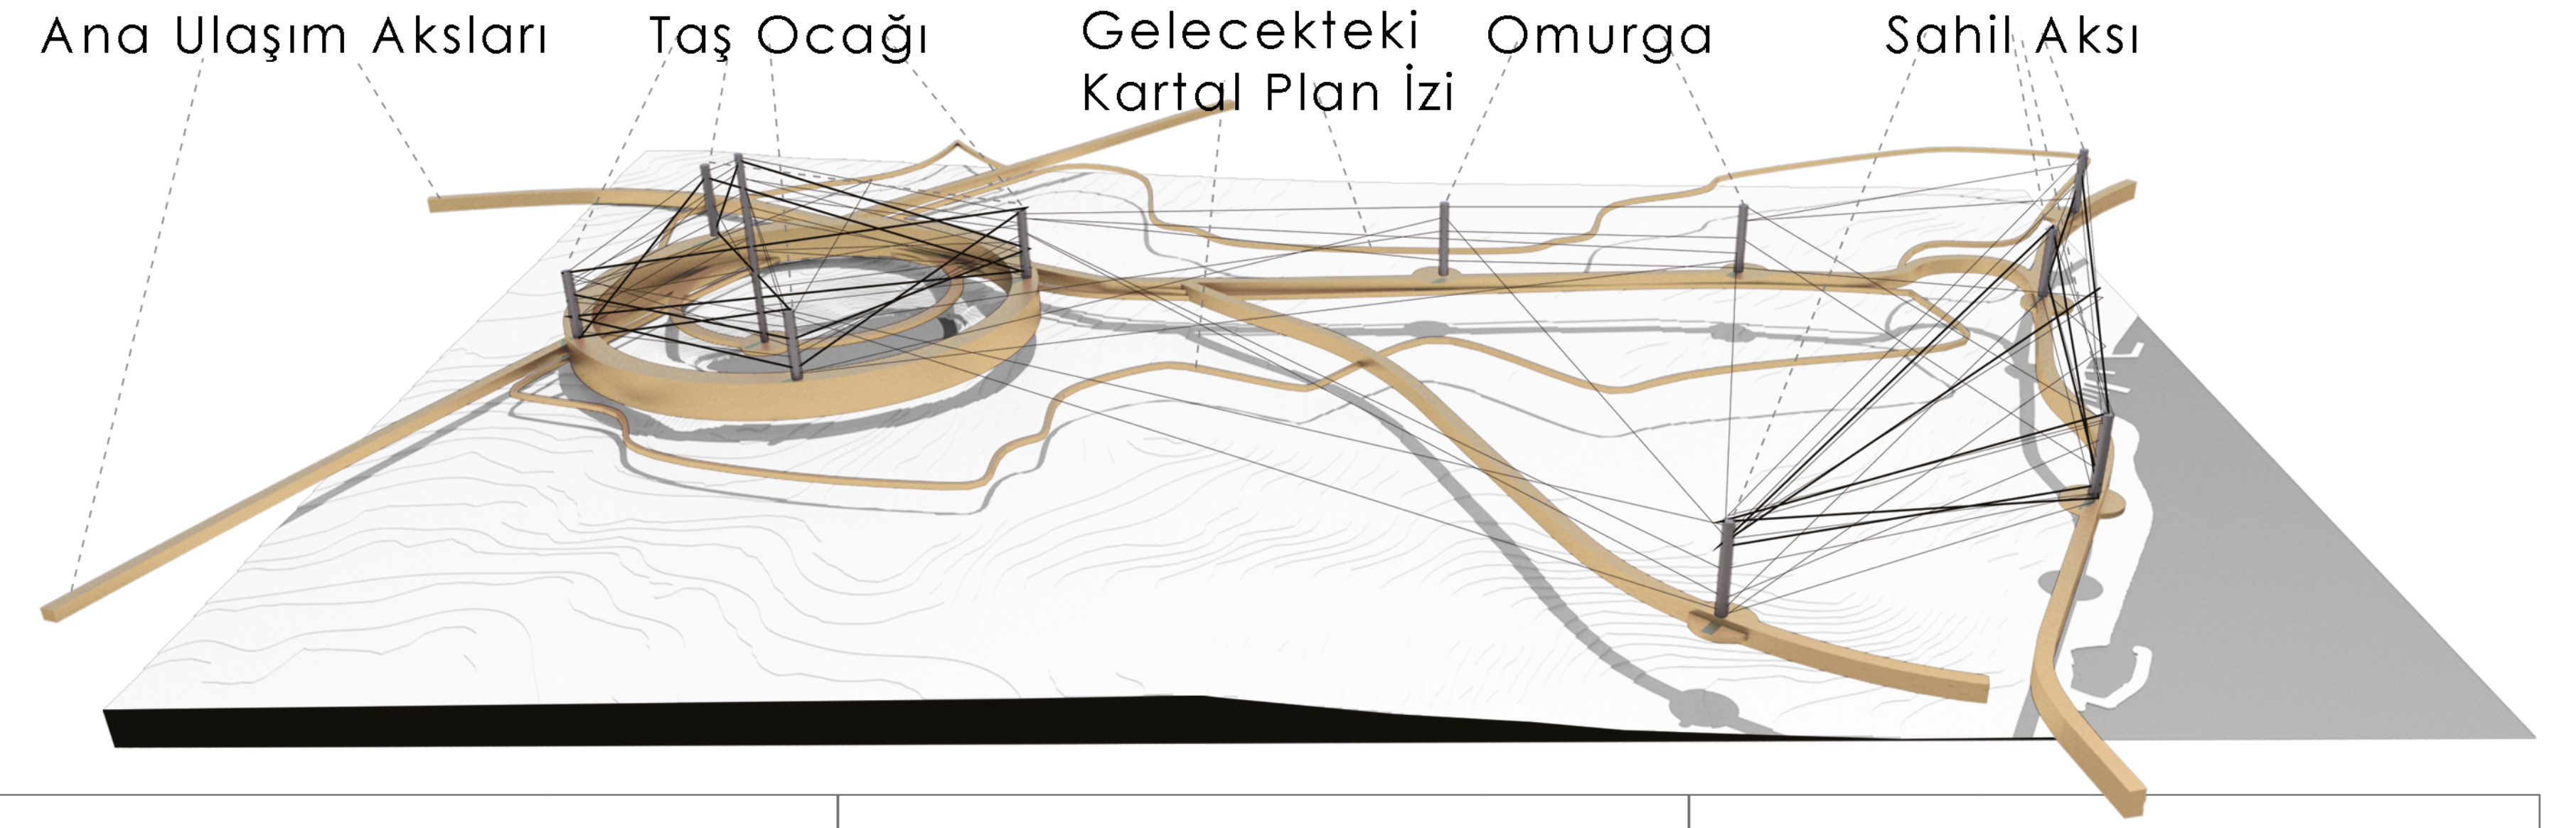 Ana Ulaşım Aksları
Taş Ocağı
Gelecekteki
Kartal Plan İzi
Omurga
Sahil Aksı